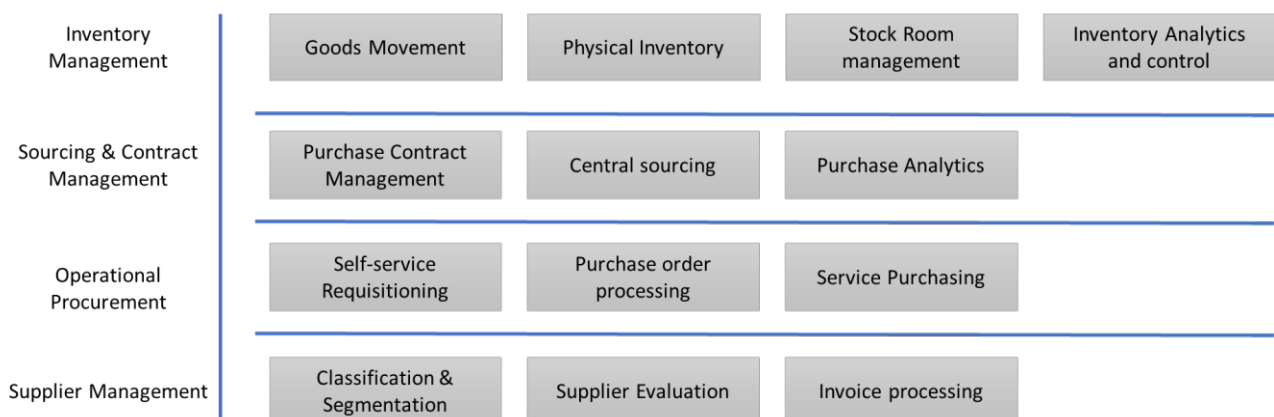 Inventory
Management
Goods Movement
Physical Inventory
Stock Room
management
Inventory Analytics
and control
Sourcing & Contract
Management
Purchase Contract
Management
Central sourcing
Purchase Analytics
Operational
Procurement
Self-service
Requisitioning
Purchase order
processing
Service Purchasing
Supplier Management
Classification &
Segmentation
Supplier Evaluation
Invoice processing